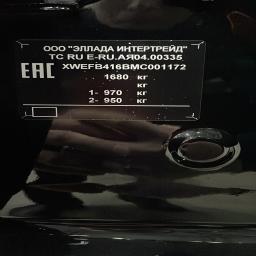 ООО "ЭЛЛАДА ИНТЕРТРЕЙД"
ТС RU E-RU.АЯ04.00335
EAC
XWEFB416BMC001172
1680 кг
кг
1- 970 кг
2- 950 кг